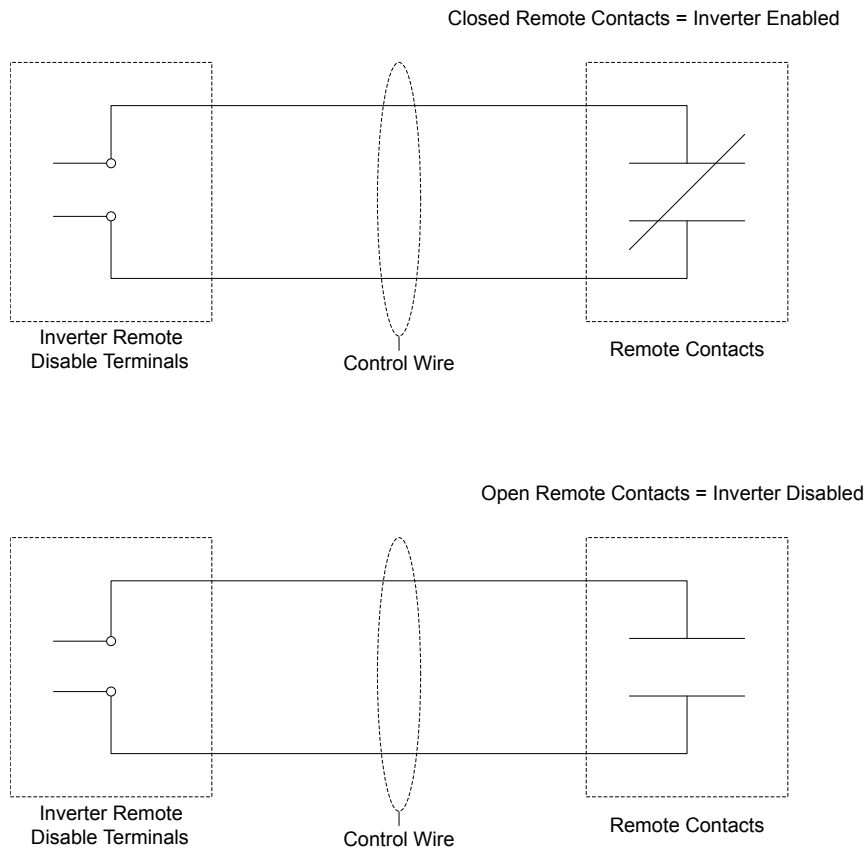 Closed Remote Contacts = Inverter Enabled
Inverter Remote
Disable Terminals
Control Wire
Remote Contacts
Open Remote Contacts = Inverter Disabled
Inverter Remote
Disable Terminals
Control Wire
Remote Contacts